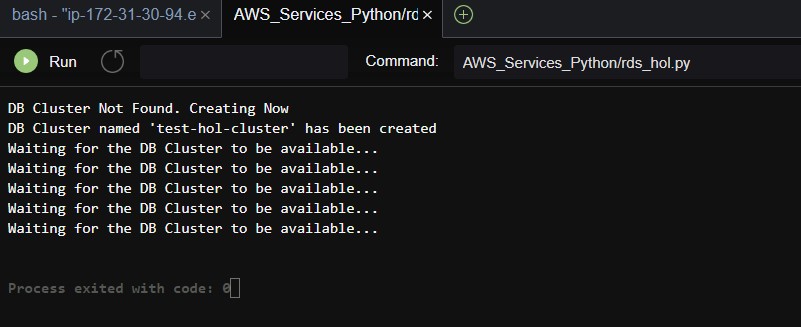 bash - "ip-172-31-30-94.e × AWS_Services_Python/rd ×
Run Command: AWS_Services_Python/rds_hol.py
DB Cluster Not Found. Creating Now
DB Cluster named 'test-hol-cluster' has been created
Waiting for the DB Cluster to be available...
Waiting for the DB Cluster to be available...
Waiting for the DB Cluster to be available...
Waiting for the DB Cluster to be available...
Waiting for the DB Cluster to be available...
Process exited with code: 0